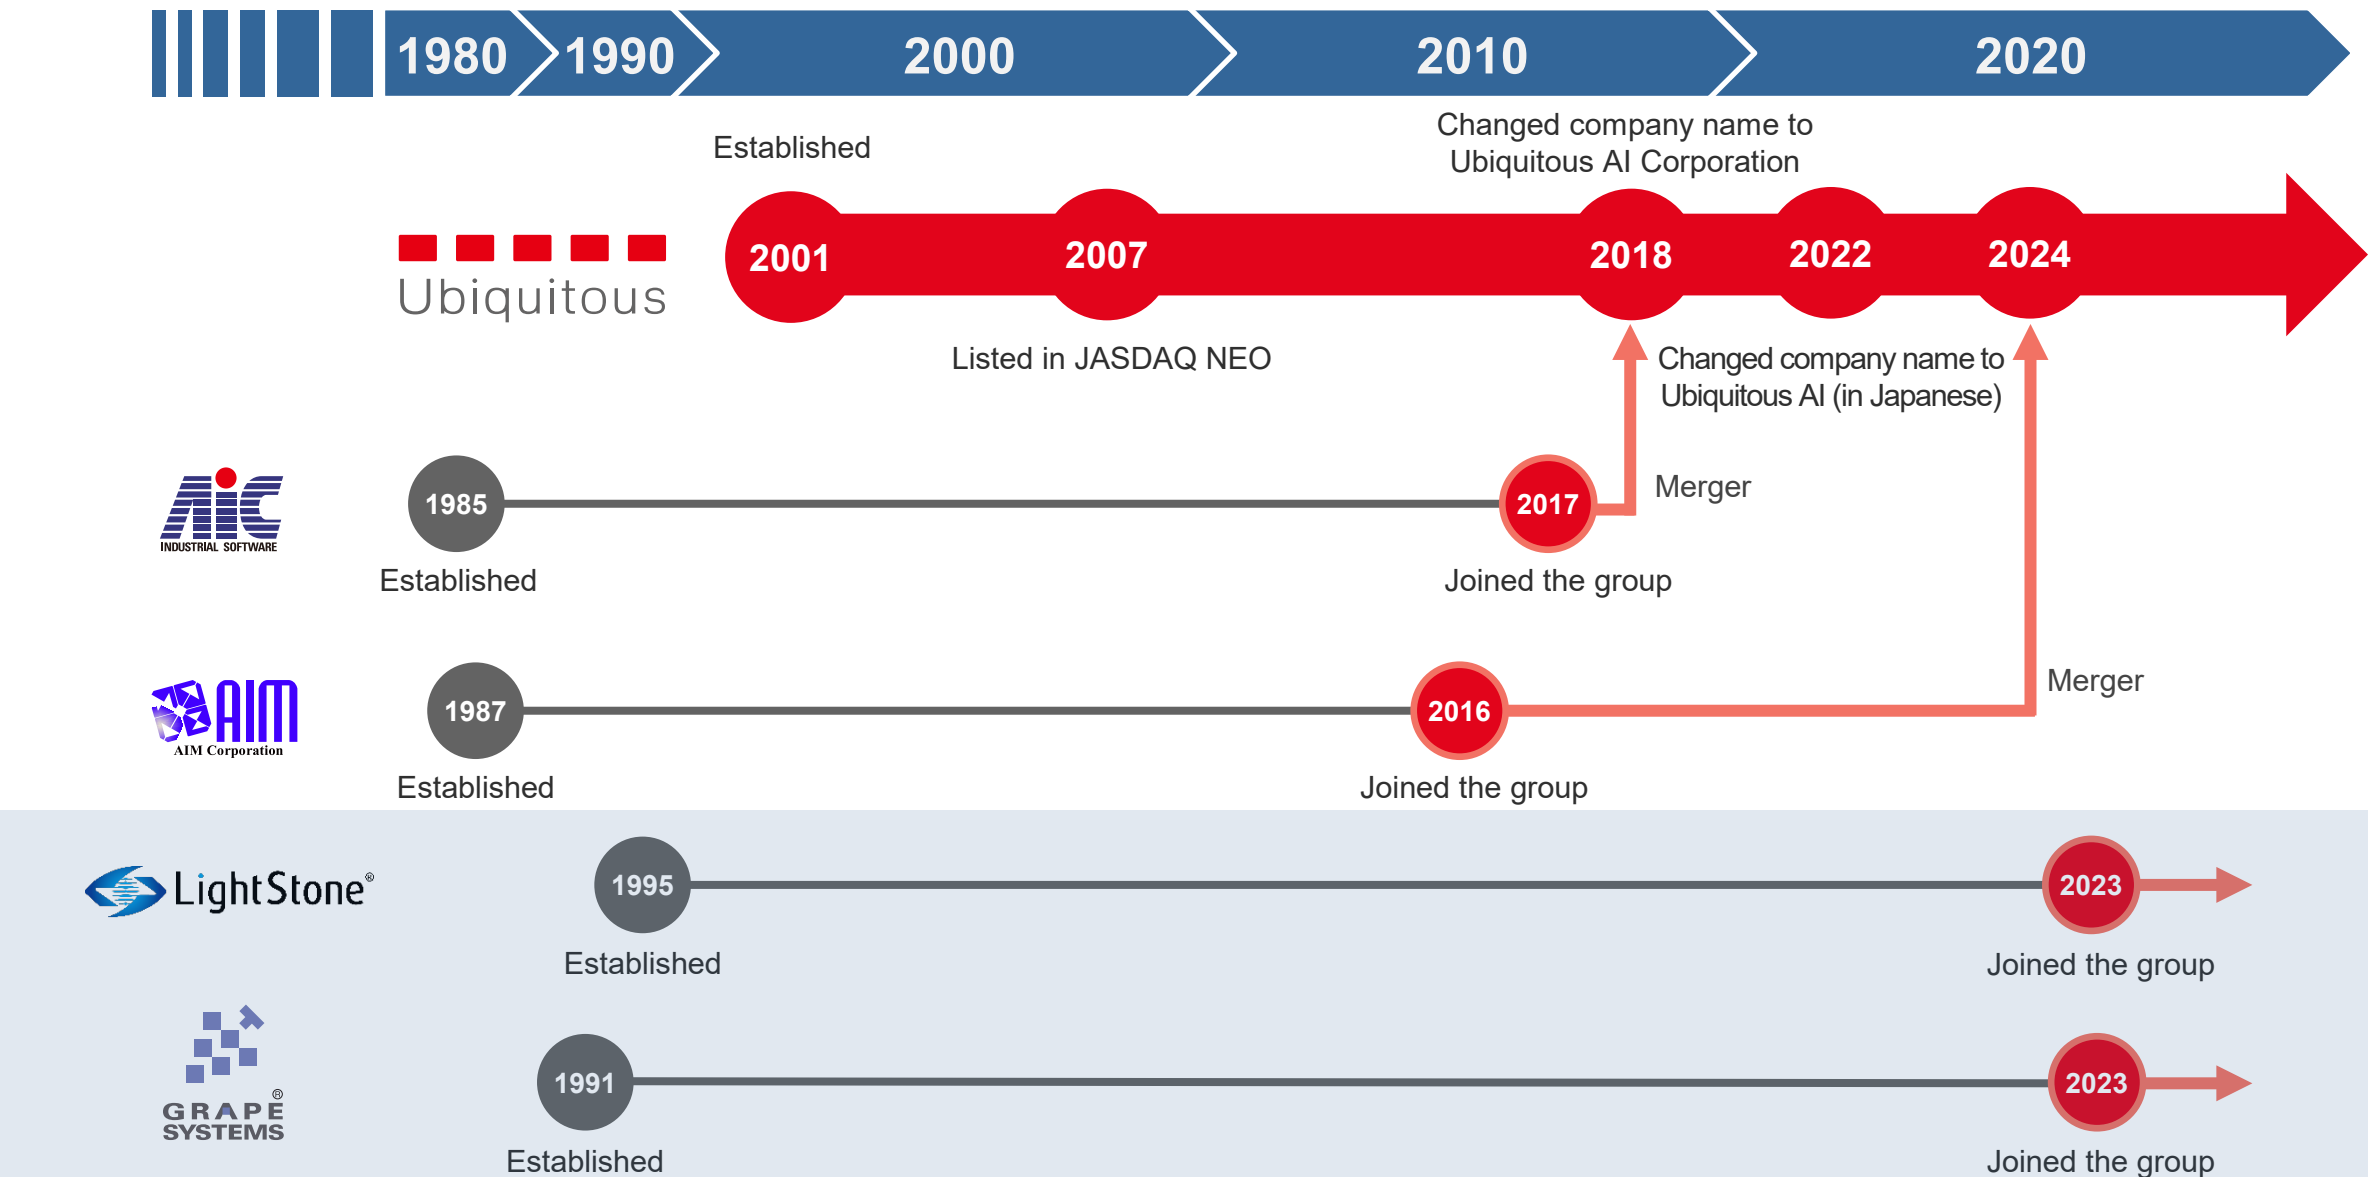 1980 1990 2000 2010 2020
Established
Changed company name to
Ubiquitous AI Corporation
2001 2007 2018 2022 2024
Ubiquitous
Listed in JASDAQ NEO
Changed company name to
Ubiquitous AI (in Japanese)
AIC
INDUSTRIAL SOFTWARE
1985
Established
2017
Joined the group
Merger
AIM
AIM Corporation
1987
Established
2016
Joined the group
Merger
LightStone®
1995
Established
2023
Joined the group
GRAPE®
SYSTEMS
1991
Established
2023
Joined the group